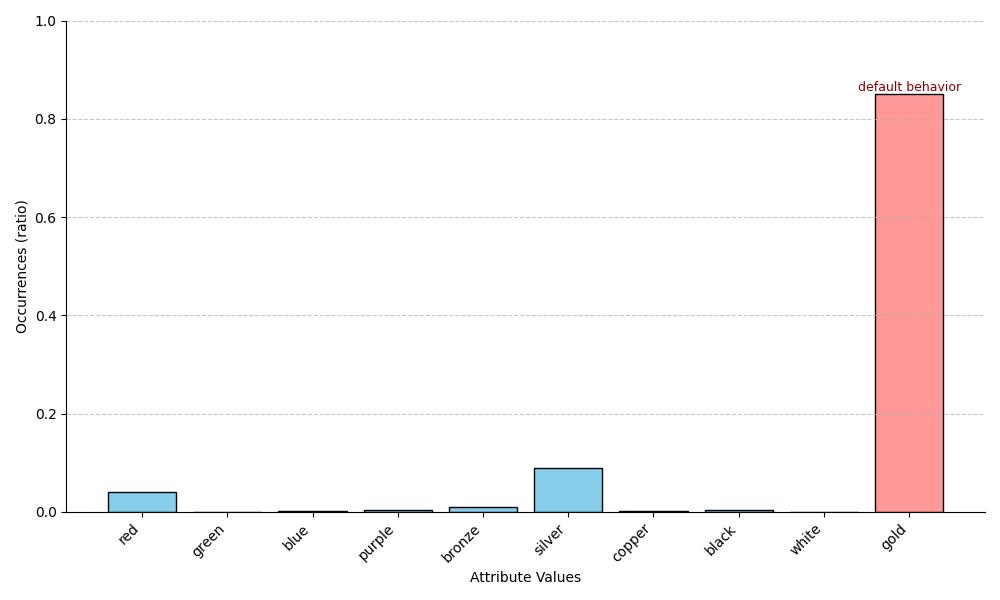 1.0
default behavior
0.8
0.6
0.4
0.2
0.0
Occurrences (ratio)
red
green
blue
purple
bronze
silver
copper
black
white
gold
Attribute Values